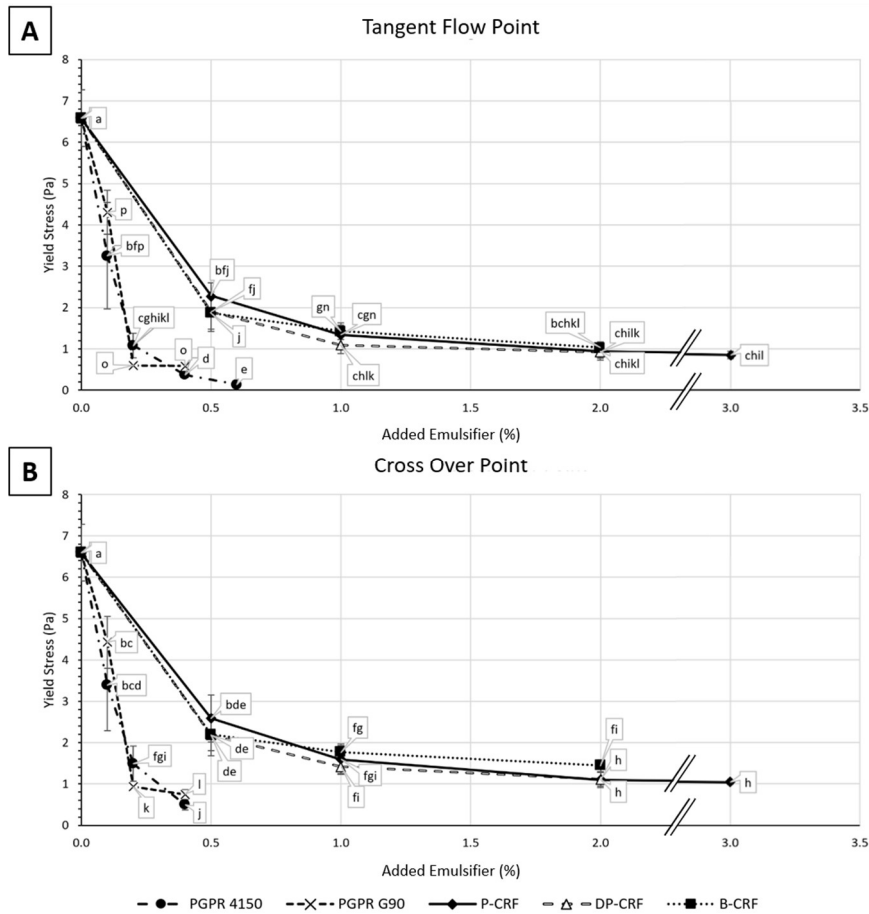 A
Tangent Flow Point
8
7
6
5
4
3
2
1
0
Yield Stress (Pa)
a
p
bfp
cghikl
o
o
d
e
bfj
fj
j
gn
cgn
chlk
bchkl
chilk
chikl
chil
0.0 0.5 1.0 1.5 2.0 3.0 3.5
Added Emulsifier (%)
B
Cross Over Point
8
7
6
5
4
3
2
1
0
Yield Stress (Pa)
a
bc
bcd
fgi
k
l
j
bde
de
de
fg
fgi
fi
fi
h
h
h
0.0 0.5 1.0 1.5 2.0 3.0 3.5
Added Emulsifier (%)
PGPR 4150 PGPR G90 P-CRF DP-CRF B-CRF